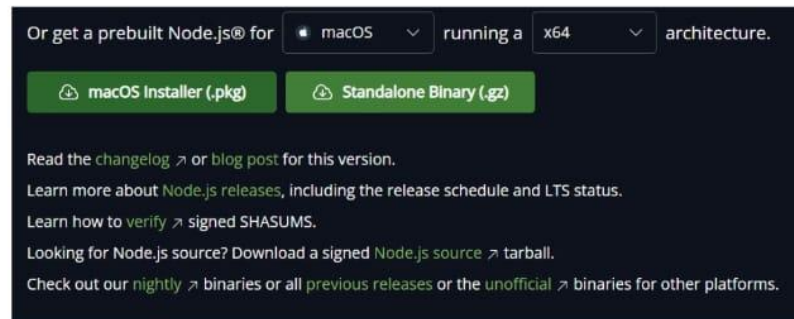 Or get a prebuilt Node.js® for macOS running a x64 architecture.
macOS Installer (.pkg) Standalone Binary (.gz)
Read the changelog ↗ or blog post for this version.
Learn more about Node.js releases, including the release schedule and LTS status.
Learn how to verify ↗ signed SHASUMS.
Looking for Node.js source? Download a signed Node.js source ↗ tarball.
Check out our nightly ↗ binaries or all previous releases or the unofficial ↗ binaries for other platforms.